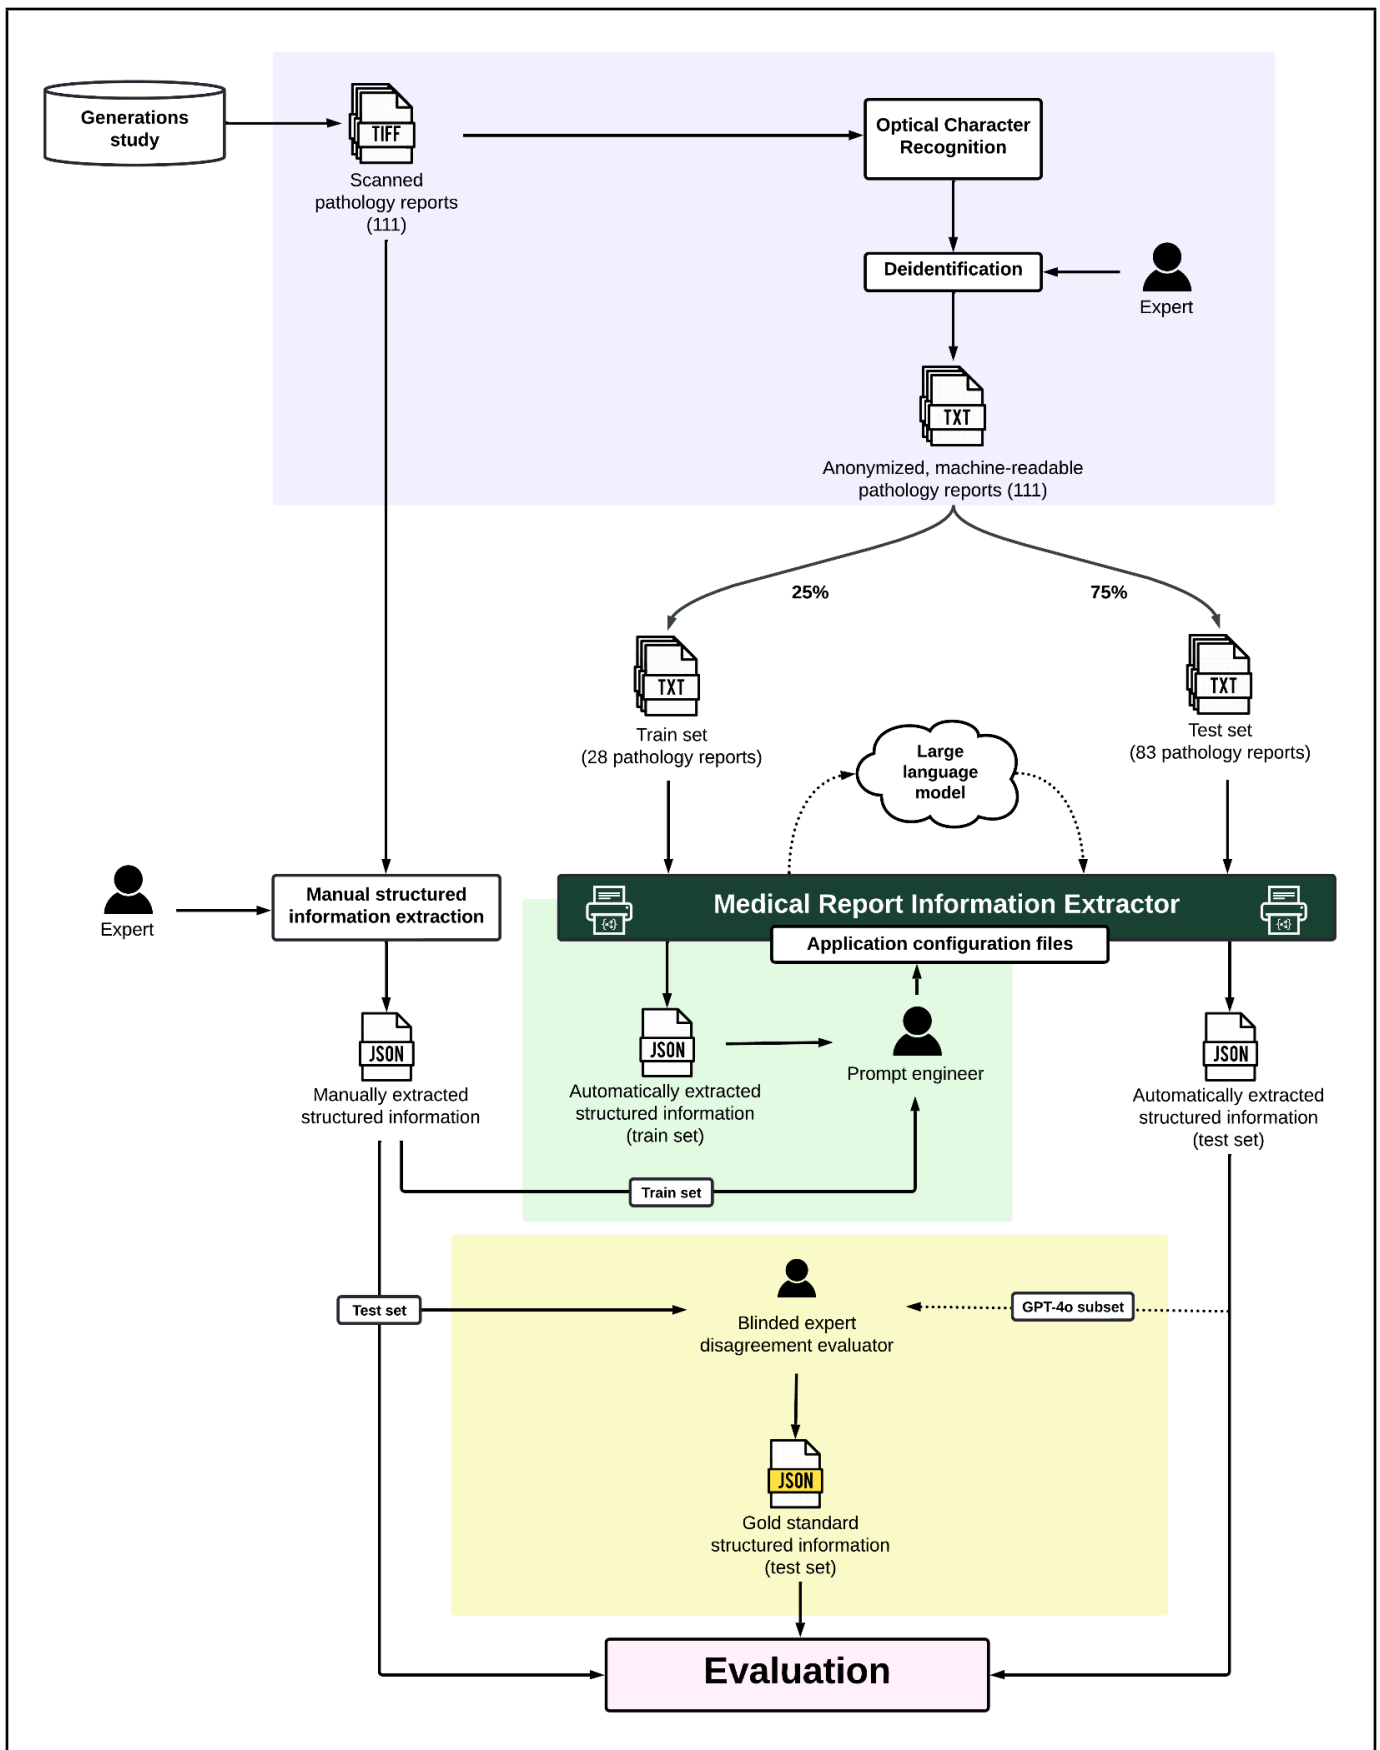 Generations
study
TIFF
Scanned
pathology reports
(111)
Optical Character
Recognition
Deidentification
Expert
TXT
Anonymized, machine-readable
pathology reports (111)
25%
75%
TXT
Train set
(28 pathology reports)
Large
language
model
TXT
Test set
(83 pathology reports)
Expert
Manual structured
information extraction
Medical Report Information Extractor
Application configuration files
JSON
Manually extracted
structured information
JSON
Automatically extracted
structured information
(train set)
Prompt engineer
JSON
Automatically extracted
structured information
(test set)
Train set
Test set
Blinded expert
disagreement evaluator
GPT-4o subset
JSON
Gold standard
structured information
(test set)
Evaluation